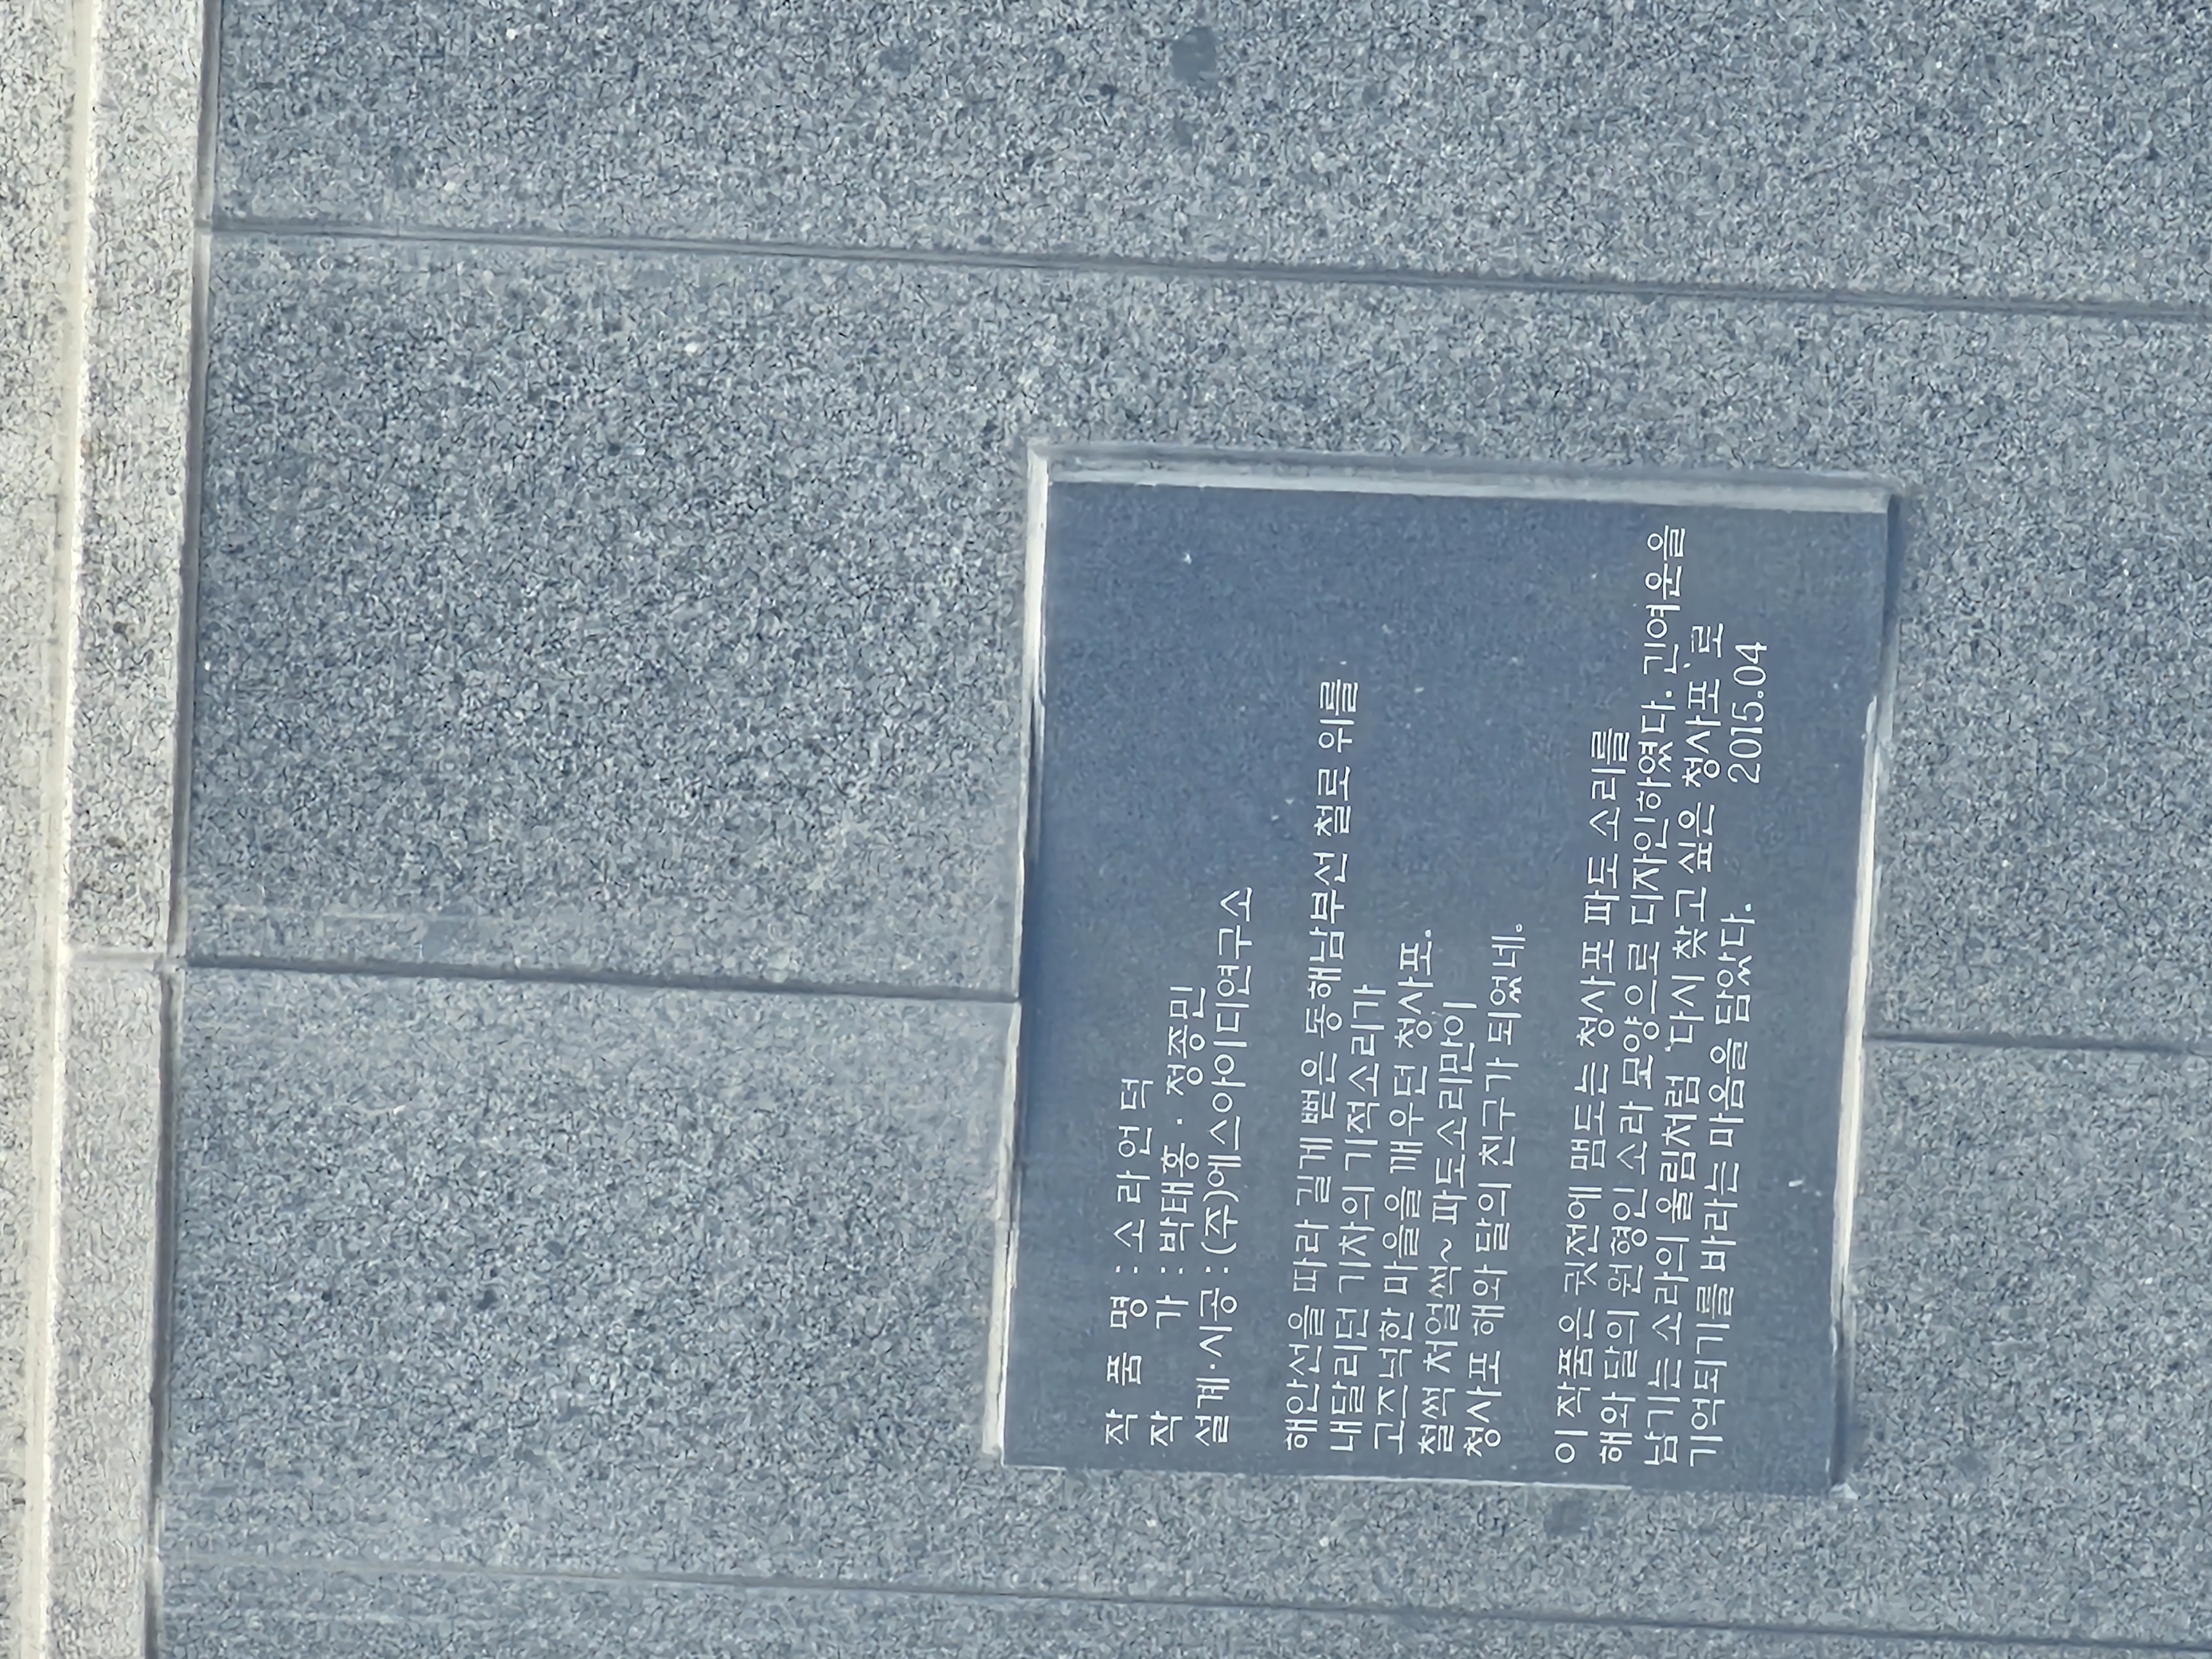 작 품 명 : 소라언덕
작 가 : 박태홍 · 정종민
설계·시공 : (주)에스아이디연구소
해안선을 따라 길게 뻗은 동해남부선 철로 위를
내달리던 기차의 기적소리가
고즈넉한 마을을 깨우던 청사포.
철썩 처얼썩~ 파도소리만이
청사포 해와 달의 친구가 되었네.
이 작품은 귓전에 맴도는 청사포 파도 소리를
해와 달의 원형인 소라 모양으로 디자인하였다. 긴여운을
남기는 소라의 울림처럼 '다시 찾고 싶은 청사포'로
기억되기를 바라는 마음을 담았다.
2015.04